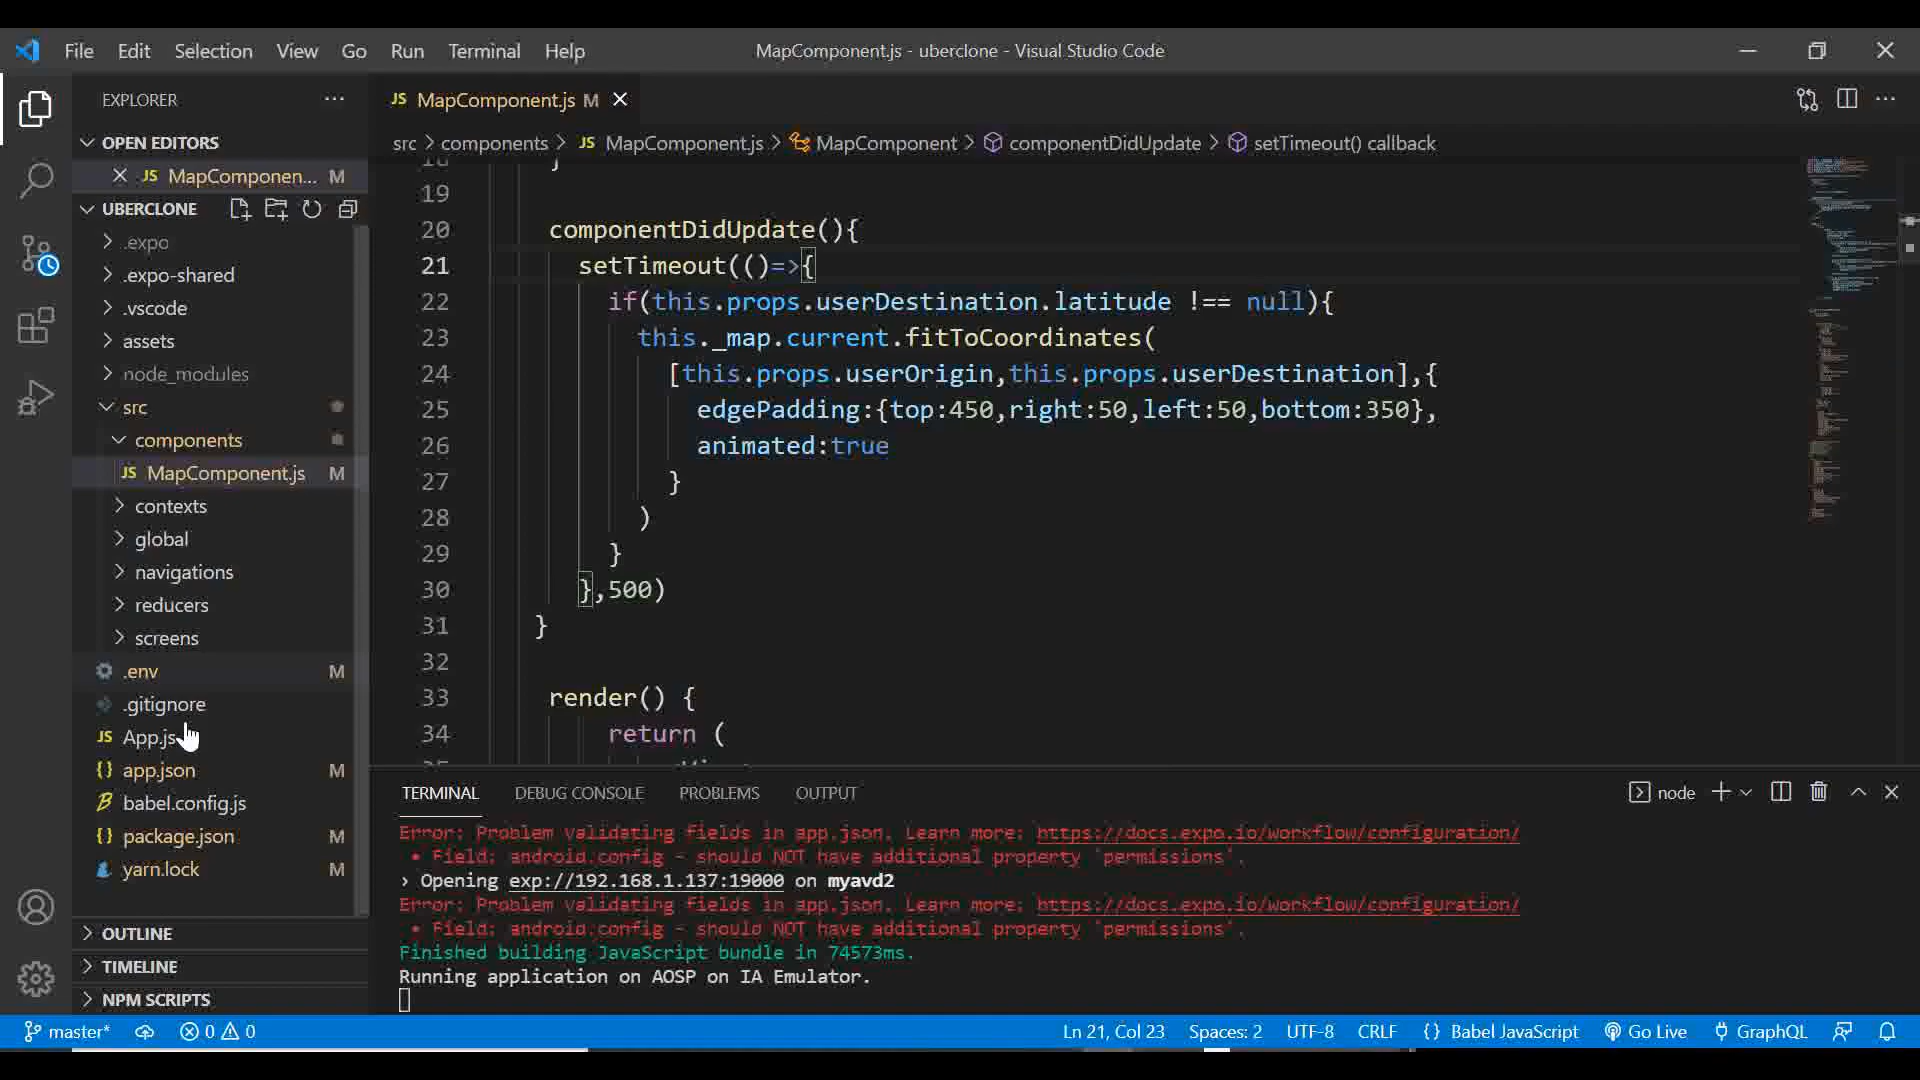 File Edit Selection View Go Run Terminal Help
MapComponent.js - uberclone - Visual Studio Code
EXPLORER
OPEN EDITORS
JS MapComponen... M
UBERCLONE
.expo
.expo-shared
.vscode
assets
node_modules
src
components
JS MapComponent.js M
contexts
global
navigations
reducers
screens
.env M
.gitignore
JS App.js
{} app.json M
babel.config.js
{} package.json M
yarn.lock M
OUTLINE
TIMELINE
NPM SCRIPTS
JS MapComponent.js M
src > components > JS MapComponent.js > MapComponent > componentDidUpdate > setTimeout() callback
19
20 componentDidUpdate(){
21 setTimeout(()=>{
22 if(this.props.userDestination.latitude !== null){
23 this._map.current.fitToCoordinates(
24 [this.props.userOrigin,this.props.userDestination],{
25 edgePadding:{top:450,right:50,left:50,bottom:350},
26 animated:true
27 }
28 )
29 }
30 },500)
31 }
32
33 render() {
34 return (
TERMINAL DEBUG CONSOLE PROBLEMS OUTPUT
node
Error: Problem validating fields in app.json. Learn more: https://docs.expo.io/workflow/configuration/
• Field: android.config - should NOT have additional property 'permissions'.
› Opening exp://192.168.1.137:19000 on myavd2
Error: Problem validating fields in app.json. Learn more: https://docs.expo.io/workflow/configuration/
• Field: android.config - should NOT have additional property 'permissions'.
Finished building JavaScript bundle in 74573ms.
Running application on AOSP on IA Emulator.
master* 0 0
Ln 21, Col 23 Spaces: 2 UTF-8 CRLF {} Babel JavaScript Go Live GraphQL